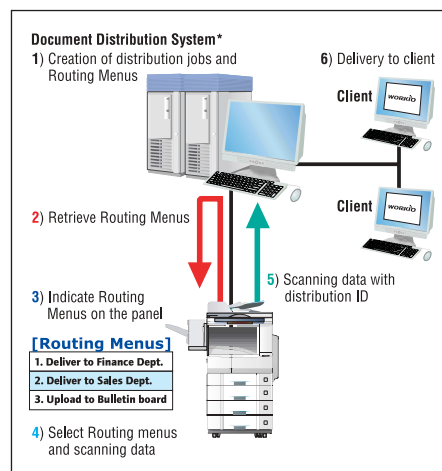 Document Distribution System*
1) Creation of distribution jobs and
Routing Menus
6) Delivery to client
Client
WORKiO
Client
WORKiO
2) Retrieve Routing Menus
5) Scanning data with
distribution ID
3) Indicate Routing
Menus on the panel
[Routing Menus]
1. Deliver to Finance Dept.
2. Deliver to Sales Dept.
3. Upload to Bulletin board
4) Select Routing menus
and scanning data